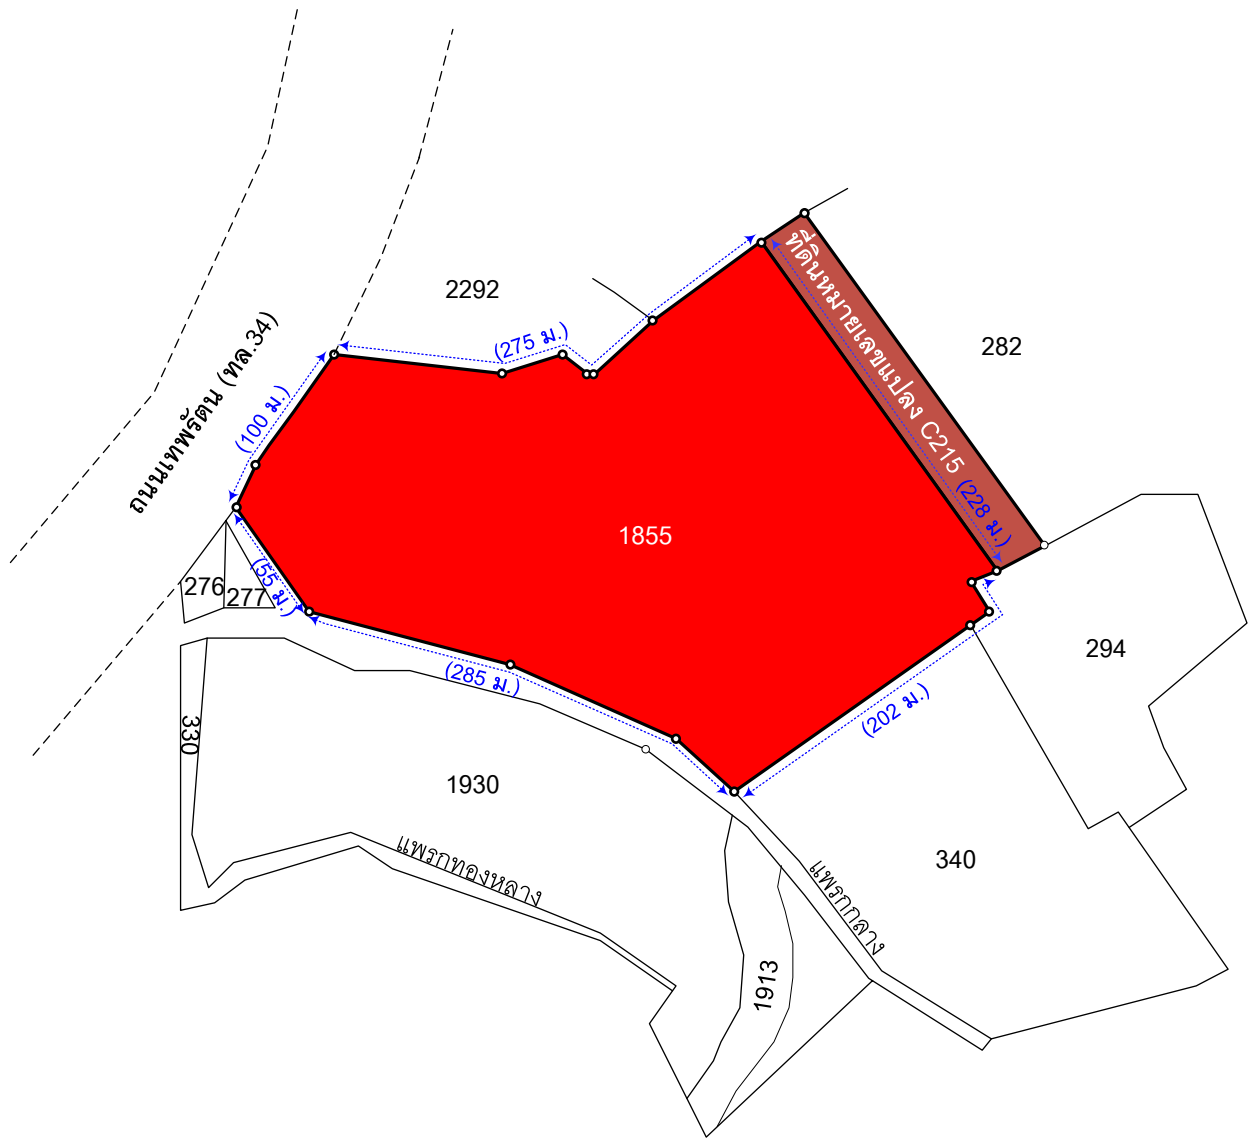 2292
(275 ม.)
282
ที่ดินหมายเลขแปลง C215
(228 ม.)
ถนนเทพรัตน (ทล.34)
(100 ม.)
1855
276
277
(55 ม.)
(285 ม.)
(202 ม.)
294
330
1930
แพรกทองหลาง
แพรกกลาง
340
1913